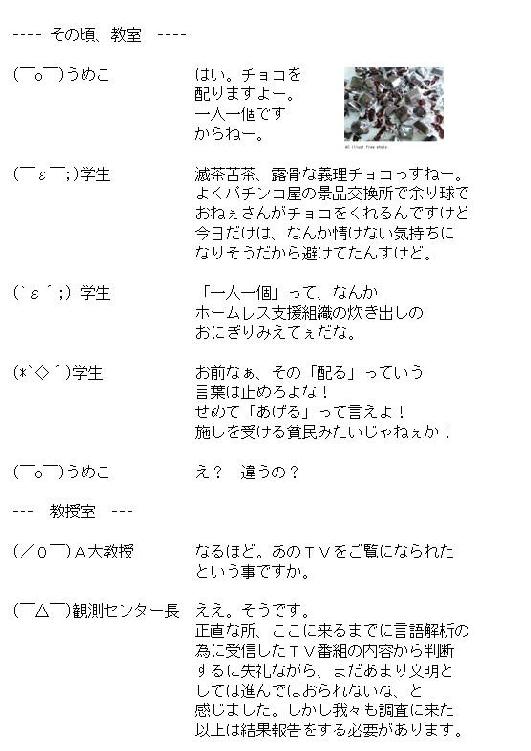 ---- その頃、教室 ----
(￣o￣)うめこ はい。チョコを
配りますよー。
一人一個です
からねー。
(￣ε￣;)学生 滅茶苦茶、露骨な義理チョコっすねー。
よくパチンコ屋の景品交換所で余り球で
おねぇさんがチョコをくれるんですけど
今日だけは、なんか情けない気持ちに
なりそうだから避けてたんすけど。
(｀ε´;) 学生 「一人一個」って、なんか
ホームレス支援組織の炊き出しの
おにぎりみえてぇだな。
(*`◇´)学生 お前なぁ、その「配る」っていう
言葉は止めろよな！
せめて「あげる」って言えよ！
施しを受ける貧民みたいじゃねぇか．
(￣o￣)うめこ え？ 違うの？
--- 教授室 ---
(／０￣)Ａ大教授 なるほど。あのＴＶをご覧になられた
という事ですか。
(￣△￣)観測センター長 ええ。そうです。
正直な所、ここに来るまでに言語解析の
為に受信したＴＶ番組の内容から判断
するに失礼ながら、まだあまり文明と
しては進んではおられないな、と
感じました。しかし我々も調査に来た
以上は結果報告をする必要があります。